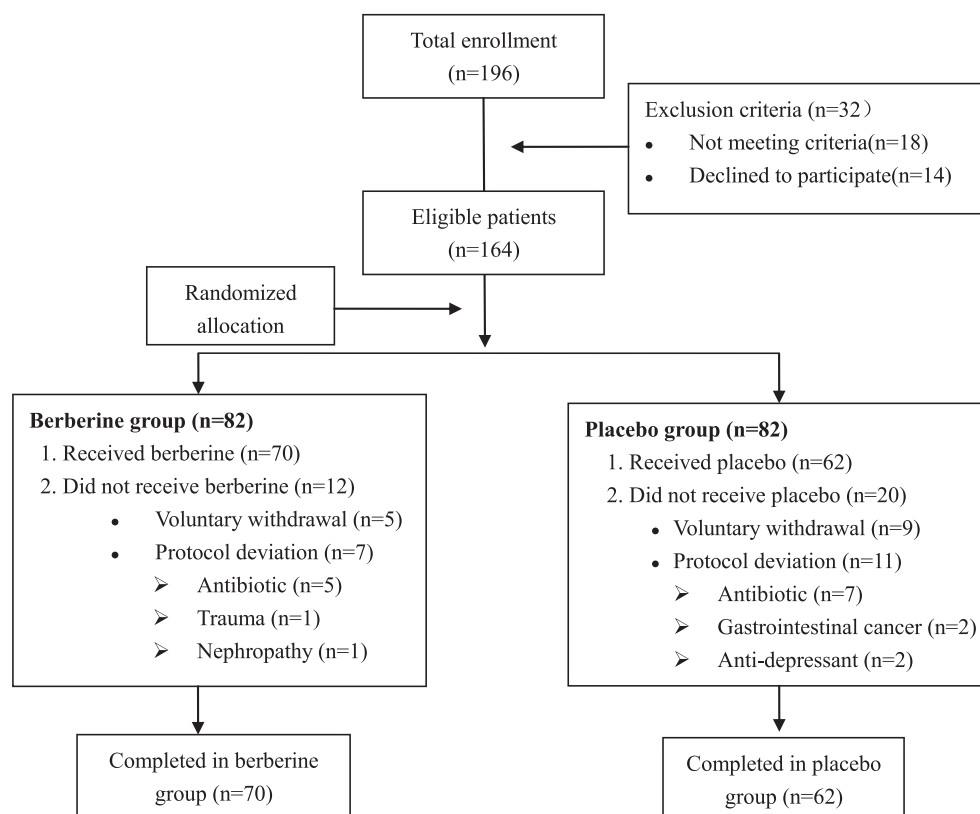 Total enrollment
(n=196)
Exclusion criteria (n=32）
• Not meeting criteria(n=18)
• Declined to participate(n=14)
Eligible patients
(n=164)
Randomized
allocation
Berberine group (n=82)
1. Received berberine (n=70)
2. Did not receive berberine (n=12)
• Voluntary withdrawal (n=5)
• Protocol deviation (n=7)
➢ Antibiotic (n=5)
➢ Trauma (n=1)
➢ Nephropathy (n=1)
Placebo group (n=82)
1. Received placebo (n=62)
2. Did not receive placebo (n=20)
• Voluntary withdrawal (n=9)
• Protocol deviation (n=11)
➢ Antibiotic (n=7)
➢ Gastrointestinal cancer (n=2)
➢ Anti-depressant (n=2)
Completed in berberine
group (n=70)
Completed in placebo
group (n=62)